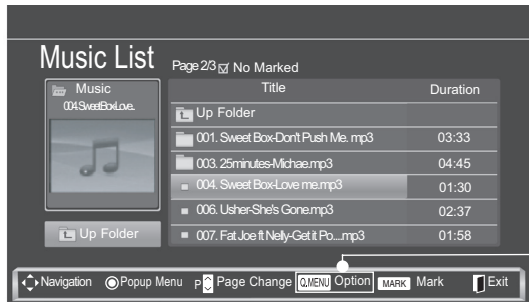 Music List
Page 2/3 ☑ No Marked
Music
004.SweetBoxLove..
Up Folder
Title Duration
Up Folder
001. Sweet Box-Don't Push Me. mp3 03:33
003. 25minutes-Michae.mp3 04:45
004. Sweet Box-Love me.mp3 01:30
006. Usher-She's Gone.mp3 02:37
007. Fat Joe ft Nelly-Get it Po....mp3 01:58
Navigation Popup Menu P Page Change Q.MENU Option MARK Mark Exit